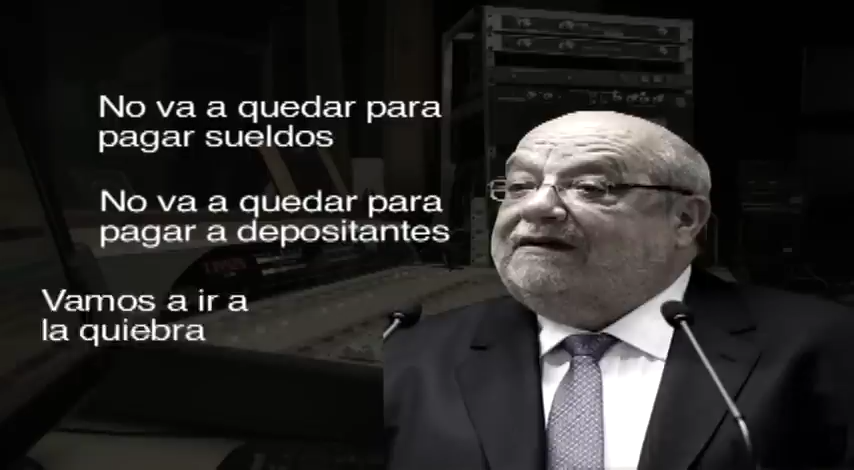 No va a quedar para
pagar sueldos
No va a quedar para
pagar a depositantes
Vamos a ir a
la quiebra